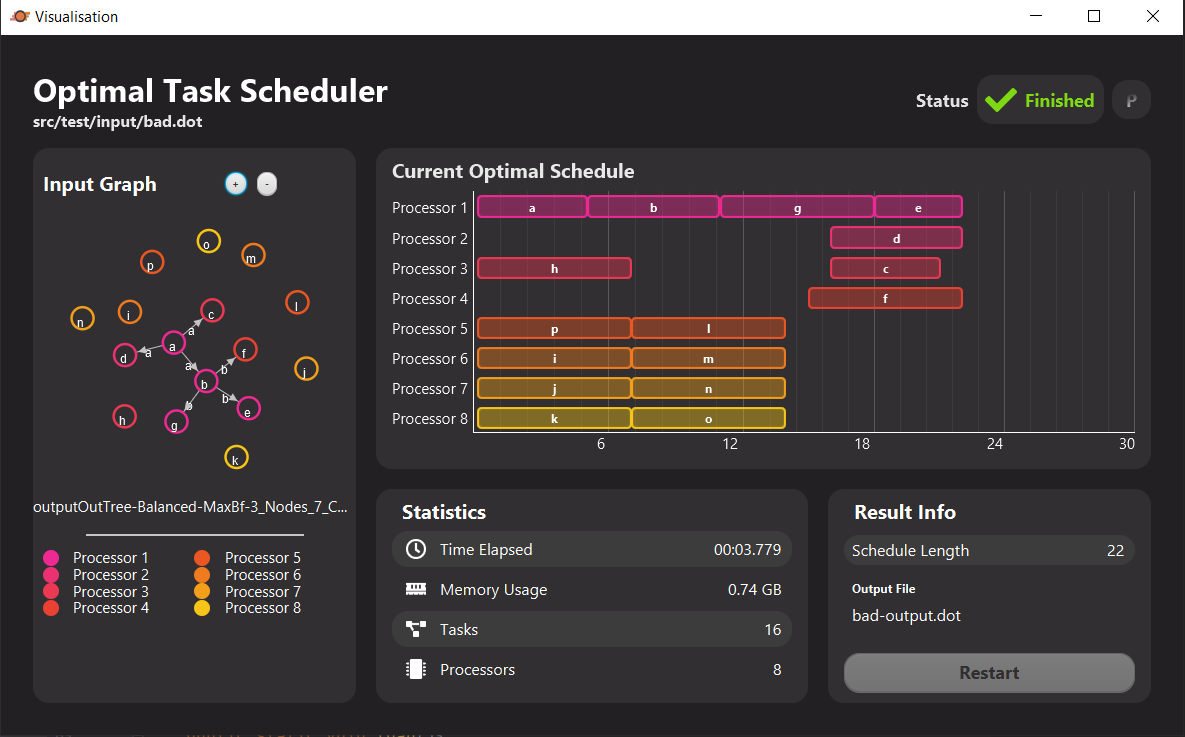 Visualisation
Optimal Task Scheduler
src/test/input/bad.dot
Status
Finished
P
Input Graph
+
-
o
m
p
l
n
i
c
a
a
f
d
a
a
b
j
b
b
b
e
h
g
k
outputOutTree-Balanced-MaxBf-3_Nodes_7_C...
Processor 1
Processor 5
Processor 2
Processor 6
Processor 3
Processor 7
Processor 4
Processor 8
Current Optimal Schedule
Processor 1 a b g e
Processor 2 d
Processor 3 h c
Processor 4 f
Processor 5 p l
Processor 6 i m
Processor 7 j n
Processor 8 k o
6 12 18 24 30
Statistics
Time Elapsed 00:03.779
Memory Usage 0.74 GB
Tasks 16
Processors 8
Result Info
Schedule Length 22
Output File
bad-output.dot
Restart